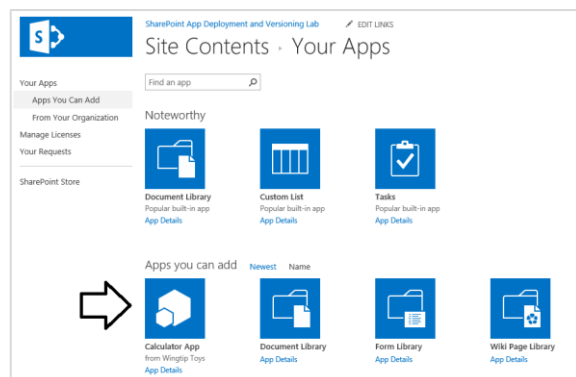 SharePoint App Deployment and Versioning Lab EDIT LINKS
Site Contents › Your Apps
Find an app
Your Apps
Apps You Can Add
From Your Organization
Manage Licenses
Your Requests
SharePoint Store
Noteworthy
Document Library Custom List Tasks
Popular built-in app Popular built-in app Popular built-in app
App Details App Details App Details
Apps you can add Newest Name
Calculator App Document Library Form Library Wiki Page Library
from Wingtip Toys App Details App Details App Details
App Details